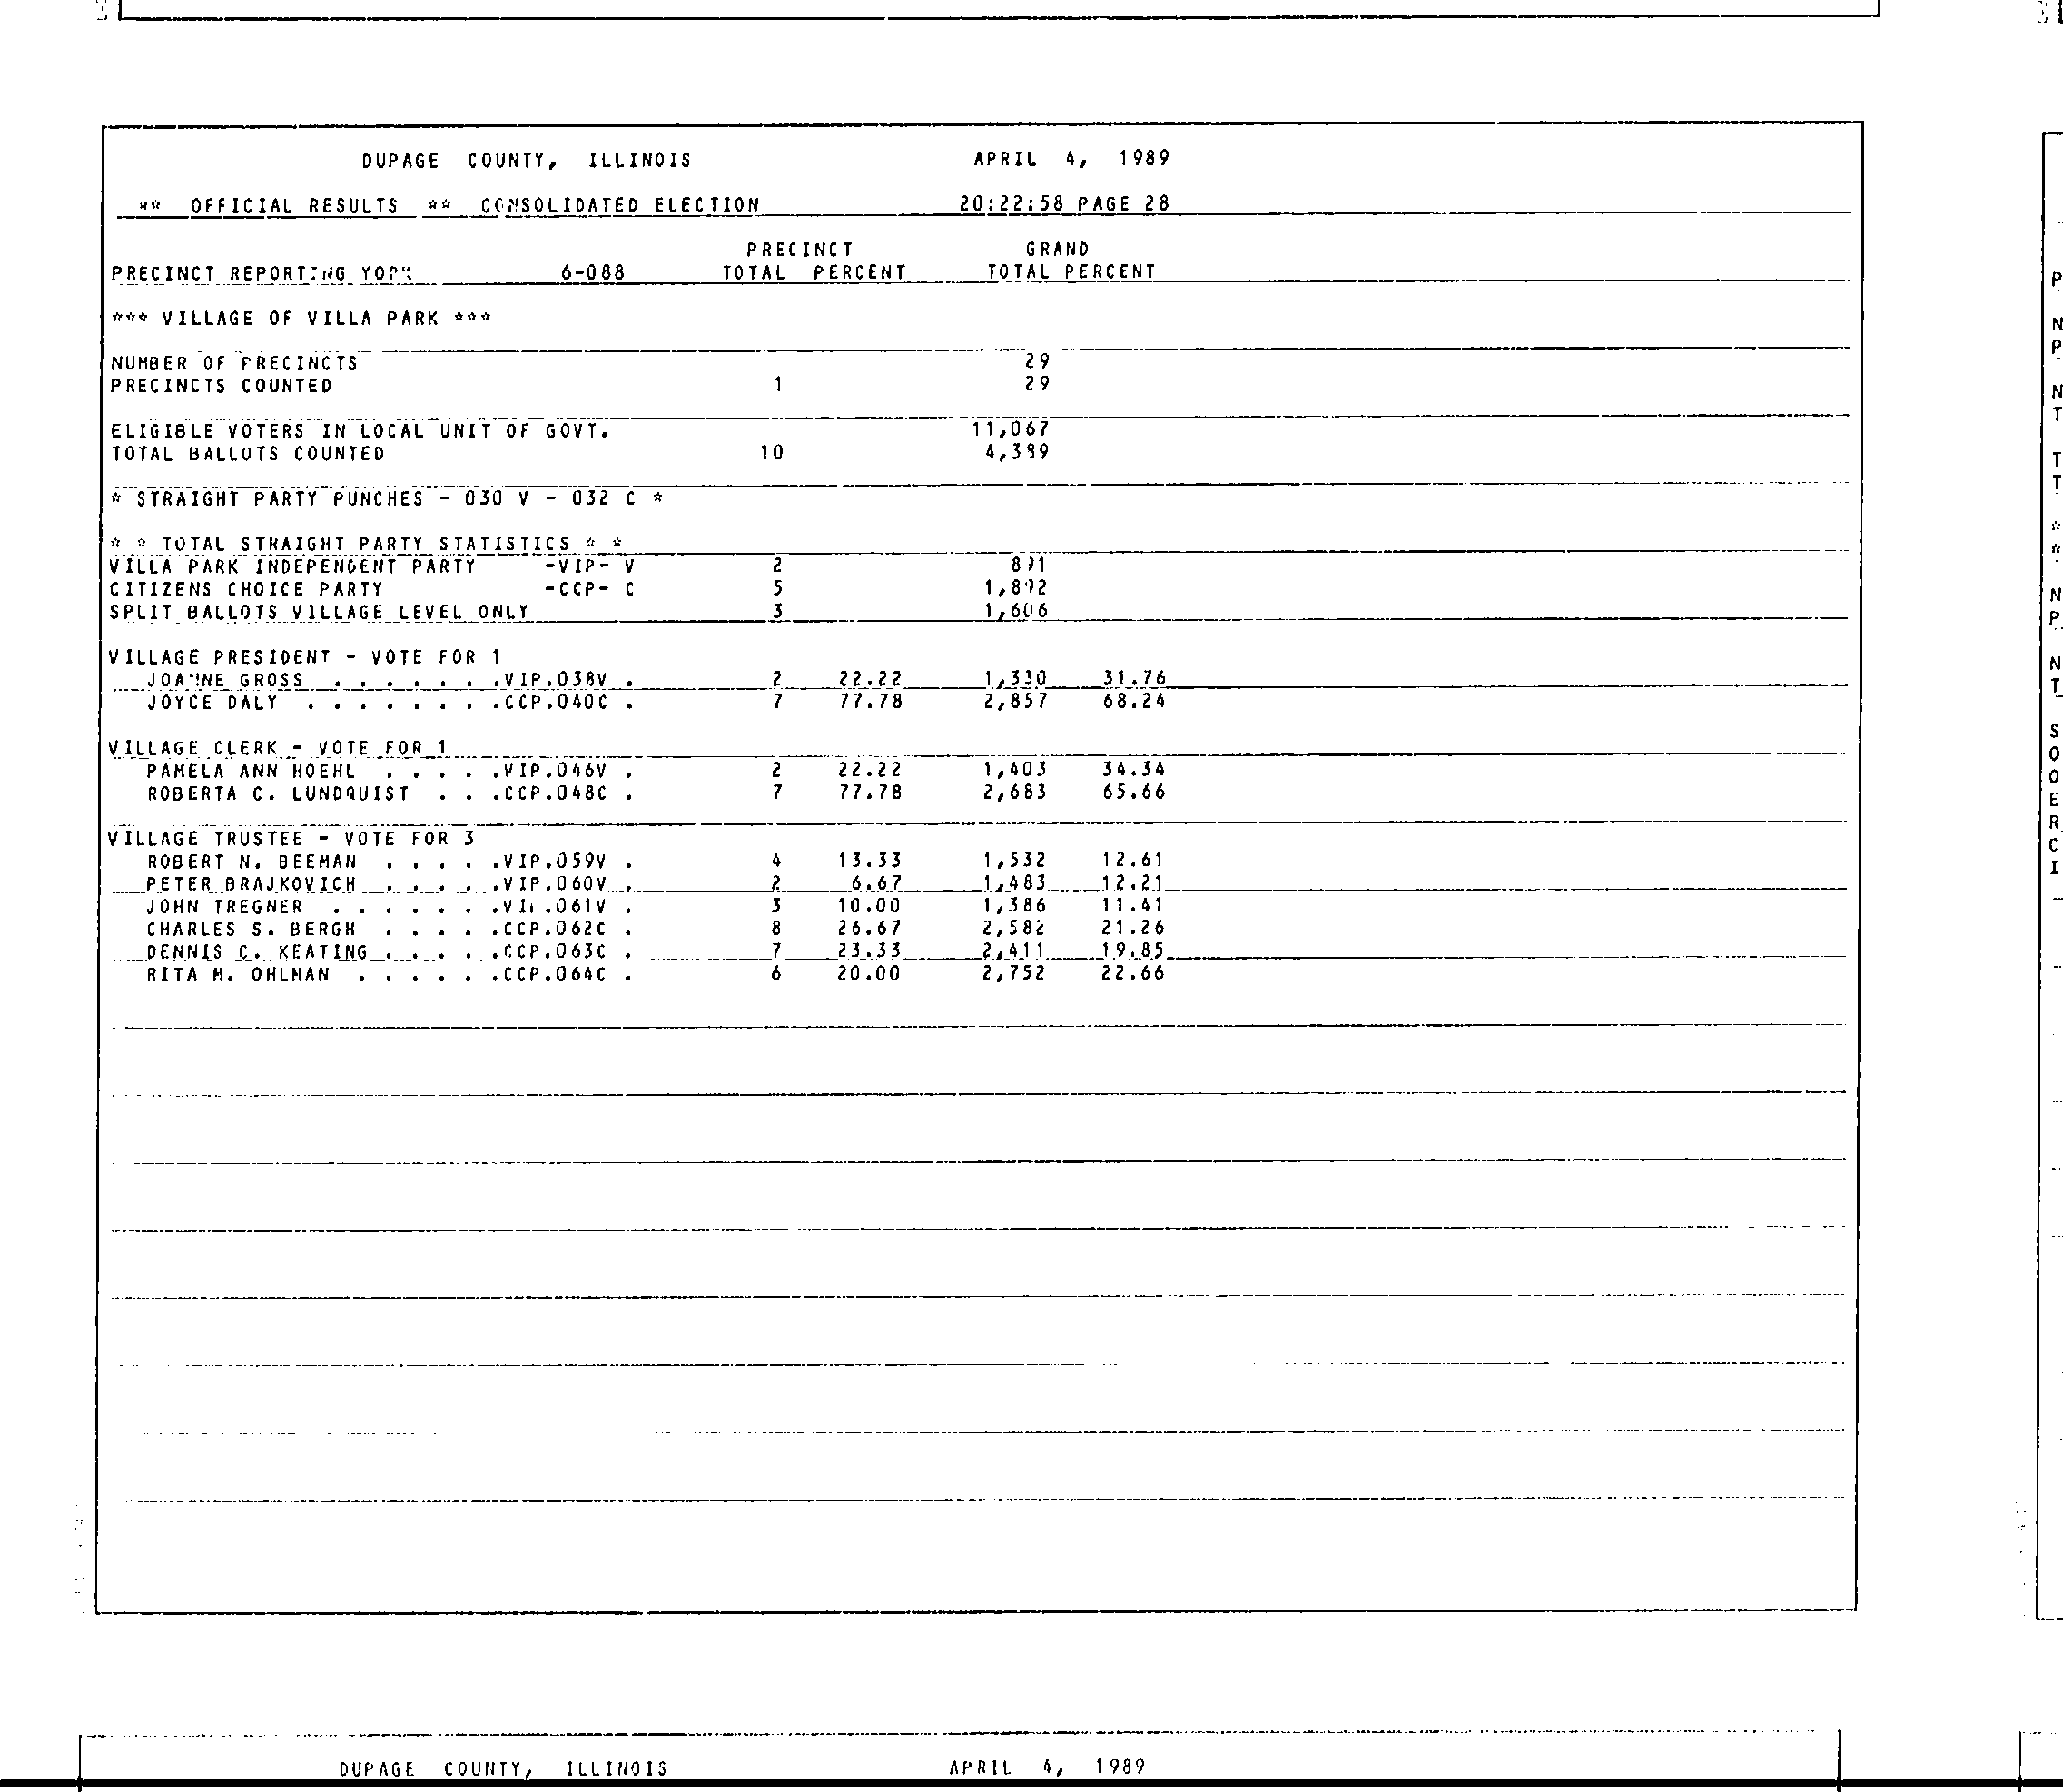 DUPAGE COUNTY, ILLINOIS APRIL 4, 1989
** OFFICIAL RESULTS ** CONSOLIDATED ELECTION 20:22:58 PAGE 28
PRECINCT GRAND
PRECINCT REPORTING YORK 6-088 TOTAL PERCENT TOTAL PERCENT
*** VILLAGE OF VILLA PARK ***
NUMBER OF PRECINCTS 29
PRECINCTS COUNTED 1 29
ELIGIBLE VOTERS IN LOCAL UNIT OF GOVT. 11,067
TOTAL BALLOTS COUNTED 10 4,389
* STRAIGHT PARTY PUNCHES - 030 V - 032 C *
* * TOTAL STRAIGHT PARTY STATISTICS * *
VILLA PARK INDEPENDENT PARTY -VIP- V 2 891
CITIZENS CHOICE PARTY -CCP- C 5 1,892
SPLIT BALLOTS VILLAGE LEVEL ONLY 3 1,606
VILLAGE PRESIDENT - VOTE FOR 1
JOANNE GROSS . . . . . . .VIP.038V . 2 22.22 1,330 31.76
JOYCE DALY . . . . . . . .CCP.040C . 7 77.78 2,857 68.24
VILLAGE CLERK - VOTE FOR 1
PAMELA ANN HOEHL . . . . .VIP.046V . 2 22.22 1,403 34.34
ROBERTA C. LUNDQUIST . . .CCP.048C . 7 77.78 2,683 65.66
VILLAGE TRUSTEE - VOTE FOR 3
ROBERT N. BEEMAN . . . . .VIP.059V . 4 13.33 1,532 12.61
PETER BRAJKOVICH . . . . .VIP.060V . 2 6.67 1,483 12.21
JOHN TREGNER . . . . . . .VIP.061V . 3 10.00 1,386 11.41
CHARLES S. BERGH . . . . .CCP.062C . 8 26.67 2,582 21.26
DENNIS C. KEATING . . . . .CCP.063C . 7 23.33 2,411 19.85
RITA M. OHLMAN . . . . . .CCP.064C . 6 20.00 2,752 22.66
DUPAGE COUNTY, ILLINOIS APRIL 4, 1989